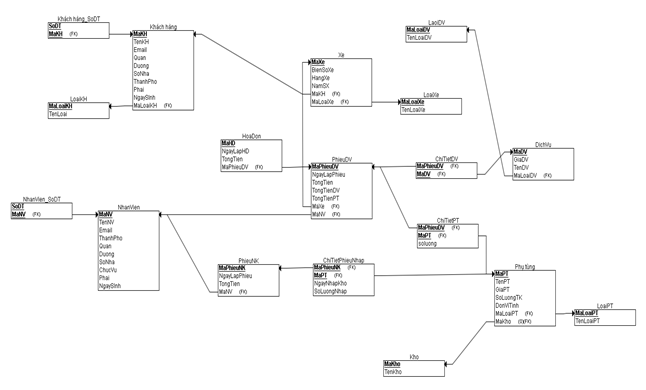 Khách hàng_SoDT
SoDT
MaKH (FK)
Khách hàng
MaKH
TenKH
Email
Quan
Duong
SoNha
ThanhPho
Phai
NgaySInh
MaLoaiKH (FK)
LoaiKH
MaLoaiKH
TenLoai
Xe
MaXe
BienSoXe
HangXe
NamSX
MaKH (FK)
MaLoaiXe (FK)
LoaiXe
MaLoaiXe
TenLoaiXe
LaoiDV
MaLoaiDV
TenLoaiDV
HoaDon
MaHD
NgayLapHD
TongTien
MaPhieuDV (FK)
PhieuDV
MaPhieuDV
NgayLapPhieu
TongTien
TongTienDV
TongTienPT
MaXe (FK)
MaNV (FK)
ChiTietDV
MaPhieuDV (FK)
MaDV (FK)
DichVu
MaDV
GiaDV
TenDV
MaLoaiDV (FK)
NhanVien_SoDT
SoDT
MaNV (FK)
NhanVien
MaNV
TenNV
Email
ThanhPho
Quan
Duong
SoNha
ChucVu
Phai
NgaySInh
ChiTietPT
MaPhieuDV (FK)
MaPT (FK)
soluong
PhieuNK
MaPhieuNK
NgayLapPhieu
TongTien
MaNV (FK)
ChiTietPhieuNhap
MaPhieuNK (FK)
MaPT (FK)
NgayNhapKho
SoLuongNhap
Phụ tùng
MaPT
TenPT
GiaPT
SoLuongTK
DonViTinh
MaLoaiPT (FK)
MaKho (O)(FK)
LoaiPT
MaLoaiPT
TenLoaiPT
Kho
MaKho
TenKho